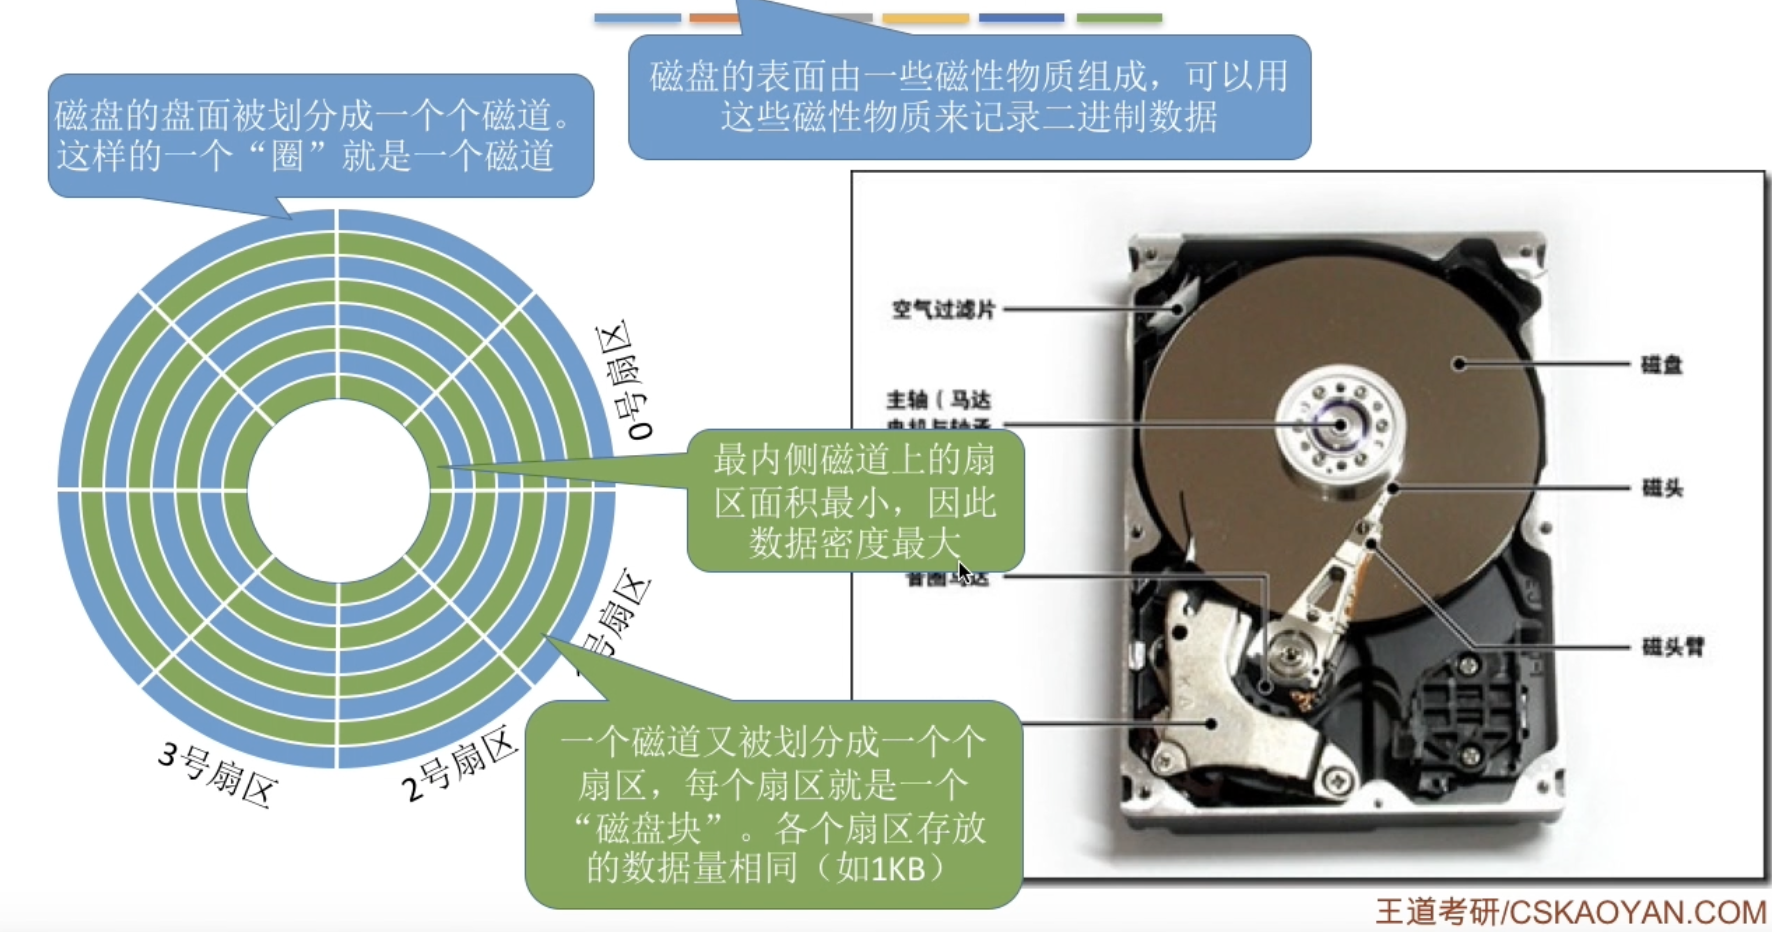 磁盘的表面由一些磁性物质组成，可以用
这些磁性物质来记录二进制数据
磁盘的盘面被划分成一个个磁道。
这样的一个“圈”就是一个磁道
0号扇区
号扇区
2号扇区
3号扇区
最内侧磁道上的扇
区面积最小，因此
数据密度最大
一个磁道又被划分成一个个
扇区，每个扇区就是一个
“磁盘块”。各个扇区存放
的数据量相同（如1KB）
空气过滤片
主轴（马达
磁盘
磁头
磁头臂
王道考研/CSKAOYAN.COM